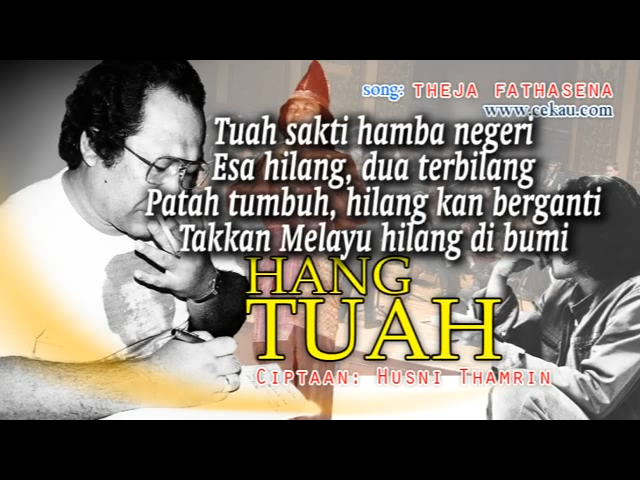 song: THEJA FATHASENA
www.cekau.com
Tuah sakti hamba negeri
Esa hilang, dua terbilang
Patah tumbuh, hilang kan berganti
Takkan Melayu hilang di bumi
HANG
TUAH
CIPTAAN: HUSNI THAMRIN